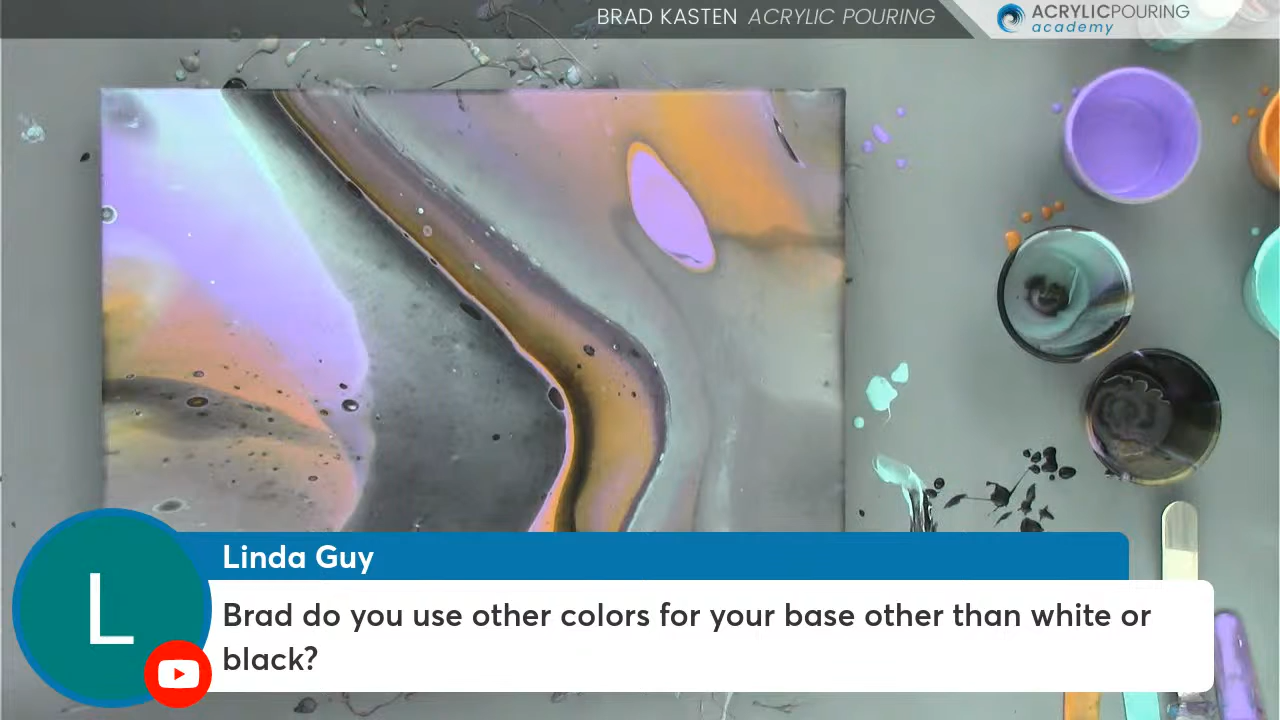 BRAD KASTEN ACRYLIC POURING
ACRYLICPOURING
academy
Linda Guy
L
Brad do you use other colors for your base other than white or
black?